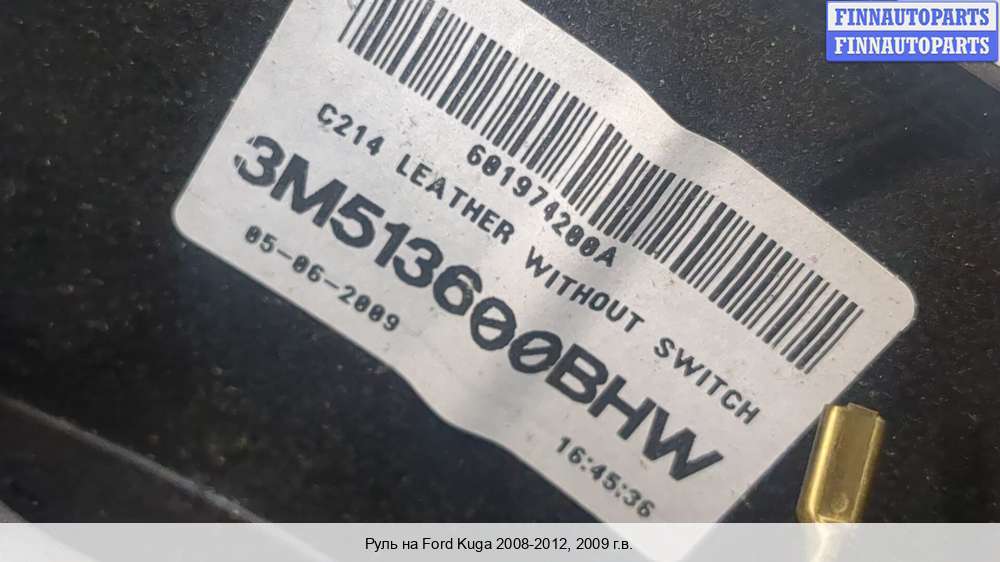 FINNAUTOPARTS
FINNAUTOPARTS
601974200A
C214 LEATHER WITHOUT SWITCH
3M513600BHW
05-06-2009 16:45:36
Руль на Ford Kuga 2008-2012, 2009 г.в.